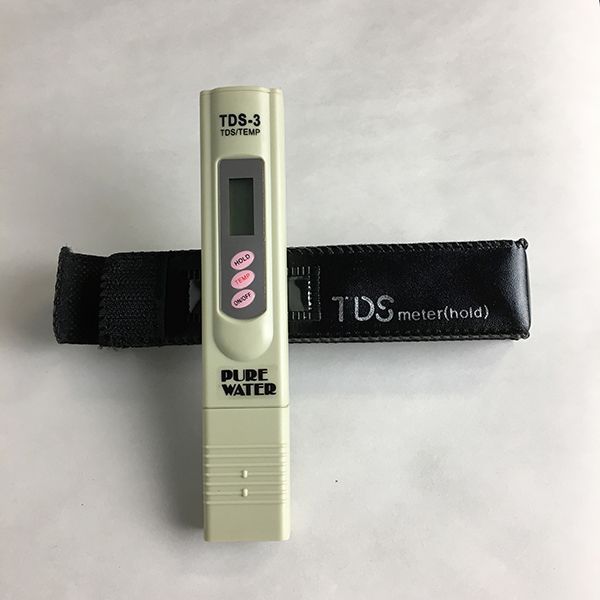 TDS-3
TDS/TEMP
HOLD
TEMP
ON/OFF
PURE
WATER
TDS meter(hold)